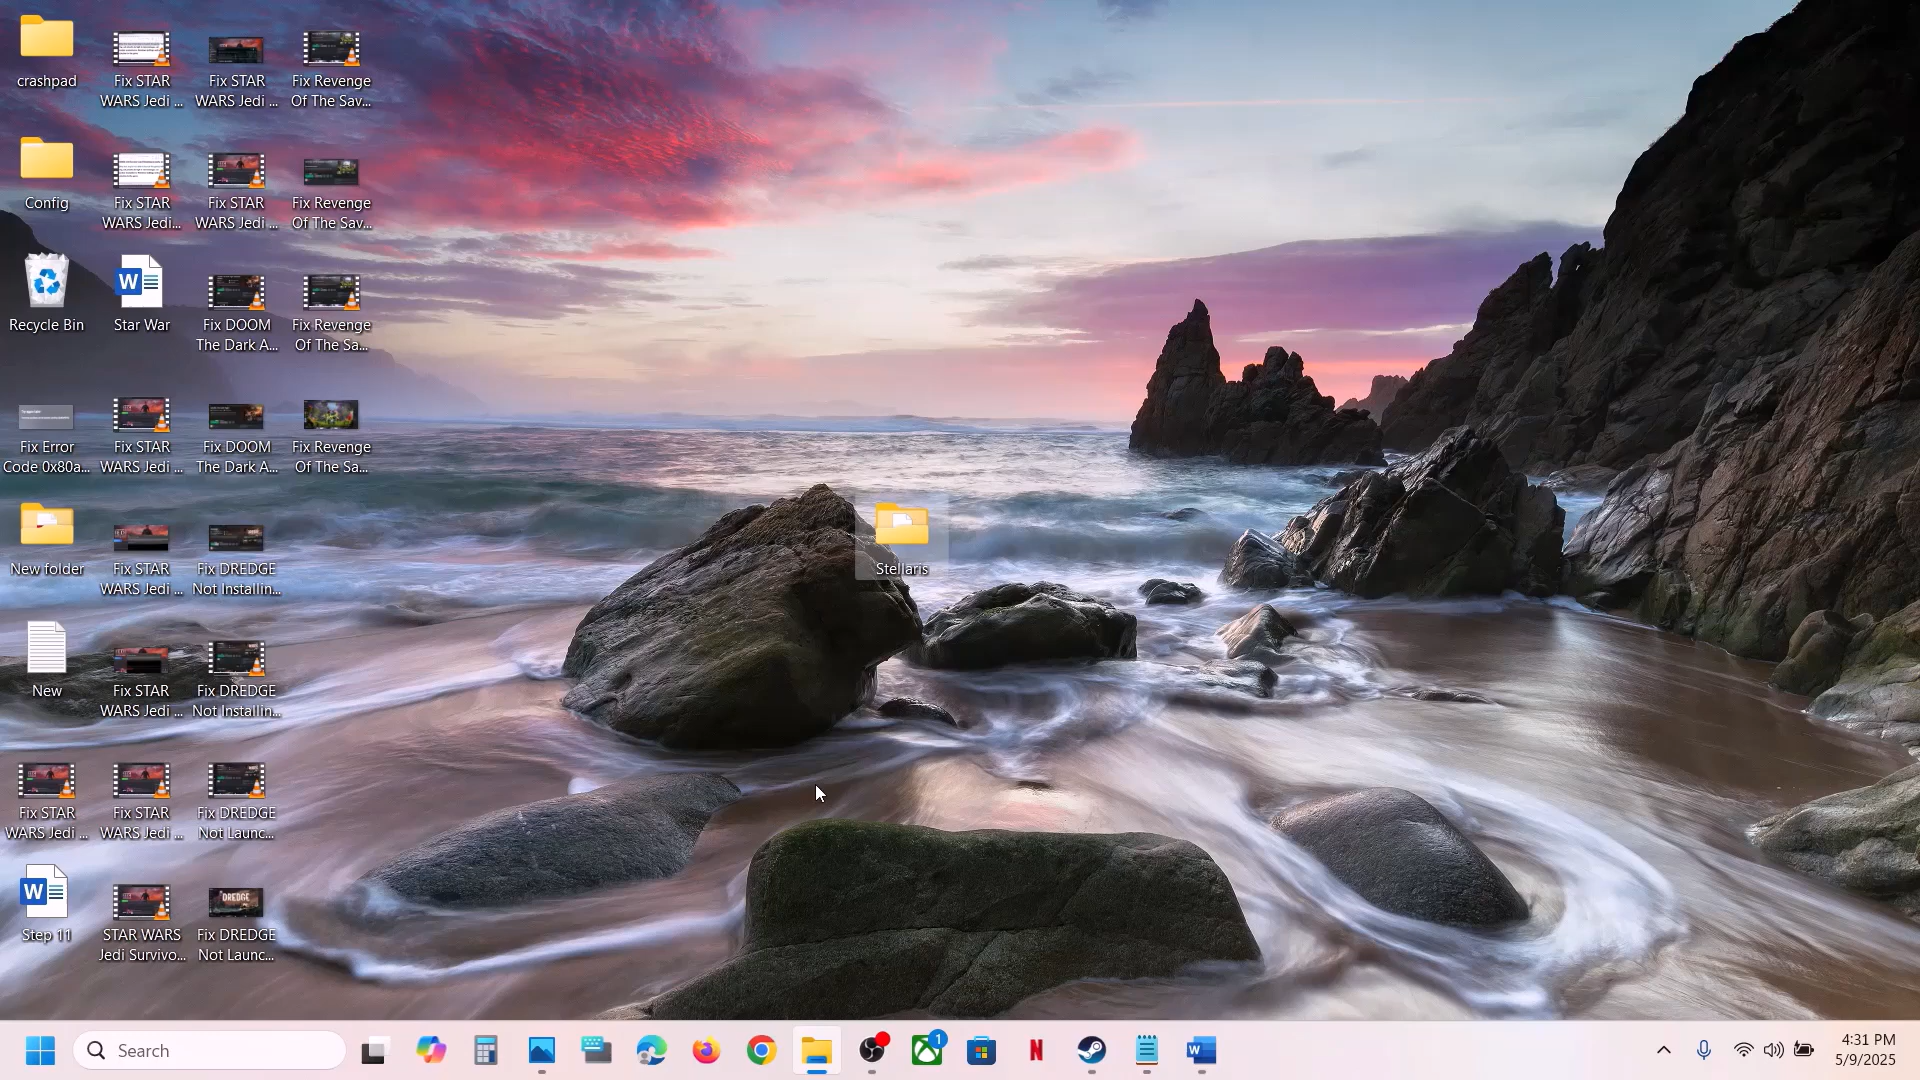 crashpad
Fix STAR
WARS Jedi ...
Fix STAR
WARS Jedi ...
Fix Revenge
Of The Sav...
Config
Fix STAR
WARS Jedi...
Fix STAR
WARS Jedi ...
Fix Revenge
Of The Sav...
Recycle Bin
Star War
Fix DOOM
The Dark A...
Fix Revenge
Of The Sa...
Fix Error
Code 0x80a...
Fix STAR
WARS Jedi ...
Fix DOOM
The Dark A...
Fix Revenge
Of The Sa...
New folder
Fix STAR
WARS Jedi ...
Fix DREDGE
Not Installin...
Stellaris
New
Fix STAR
WARS Jedi ...
Fix DREDGE
Not Installin...
Fix STAR
WARS Jedi ...
Fix STAR
WARS Jedi ...
Fix DREDGE
Not Launc...
Step 11
STAR WARS
Jedi Survivo...
DREDGE
Fix DREDGE
Not Launc...
Search
1
4:31 PM
5/9/2025